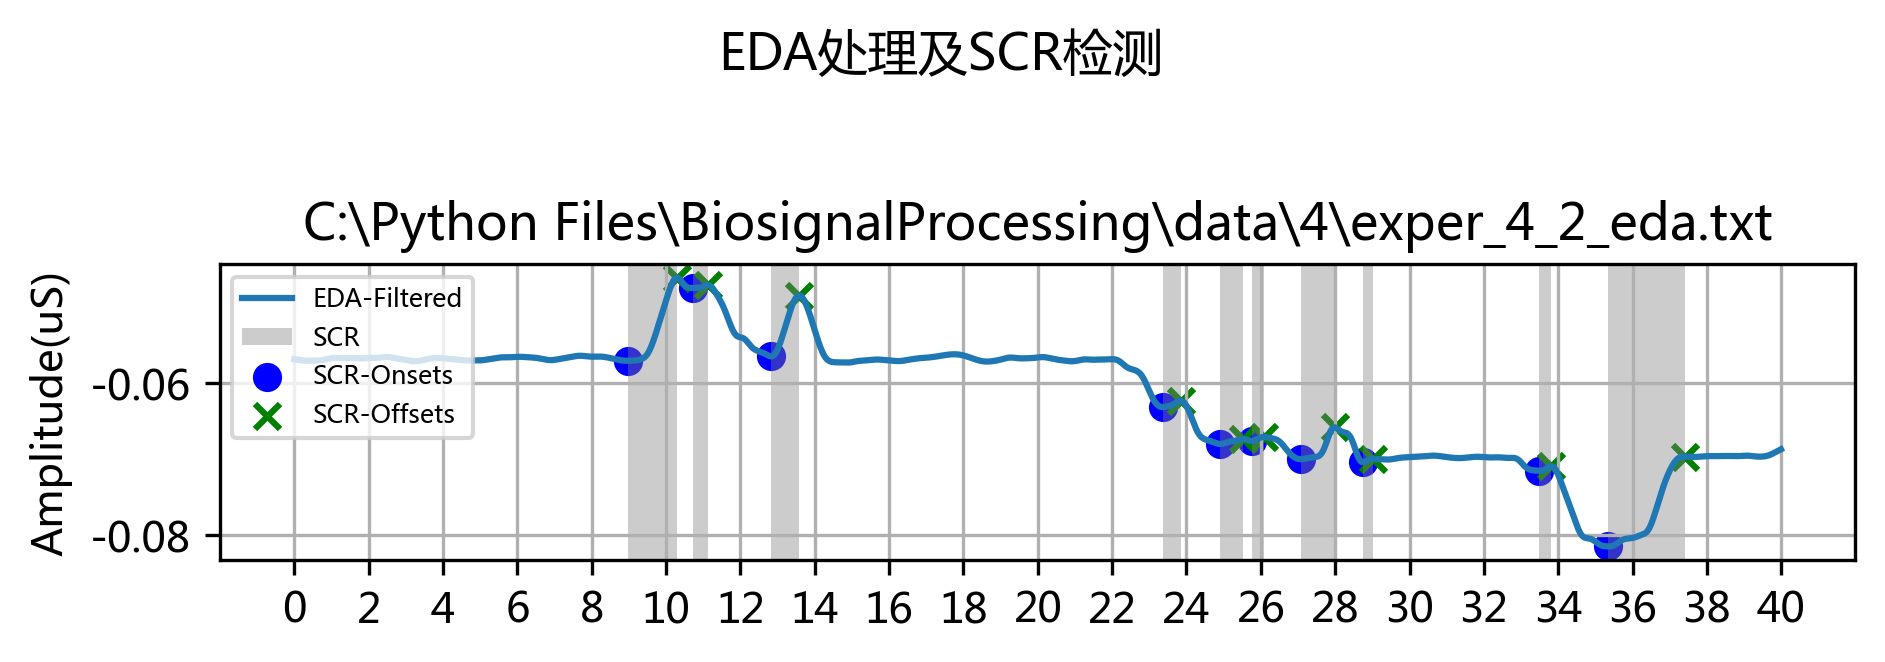 EDA处理及SCR检测
C:\Python Files\BiosignalProcessing\data\4\exper_4_2_eda.txt
EDA-Filtered
SCR
SCR-Onsets
SCR-Offsets
Amplitude(uS)
-0.06
-0.08
0 2 4 6 8 10 12 14 16 18 20 22 24 26 28 30 32 34 36 38 40